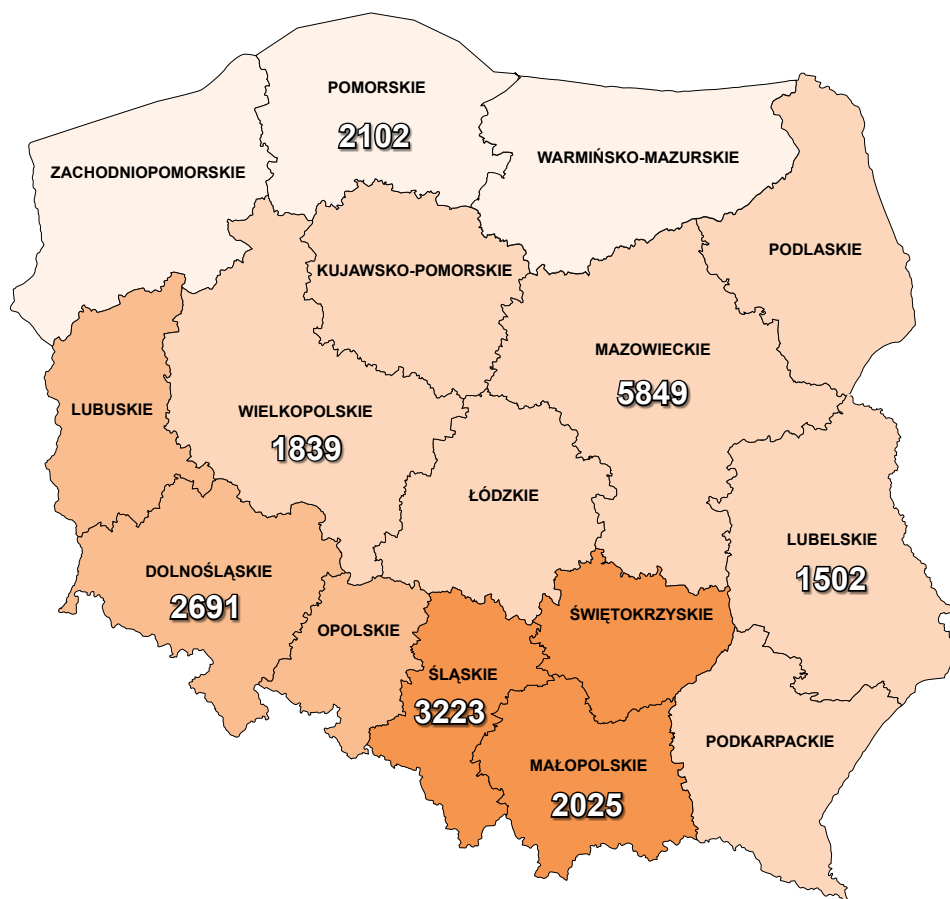 POMORSKIE
2102
WARMIŃSKO-MAZURSKIE
ZACHODNIOPOMORSKIE
PODLASKIE
KUJAWSKO-POMORSKIE
MAZOWIECKIE
5849
LUBUSKIE
WIELKOPOLSKIE
1839
ŁÓDZKIE
LUBELSKIE
1502
DOLNOŚLĄSKIE
2691
OPOLSKIE
ŚWIĘTOKRZYSKIE
ŚLĄSKIE
3223
PODKARPACKIE
MAŁOPOLSKIE
2025